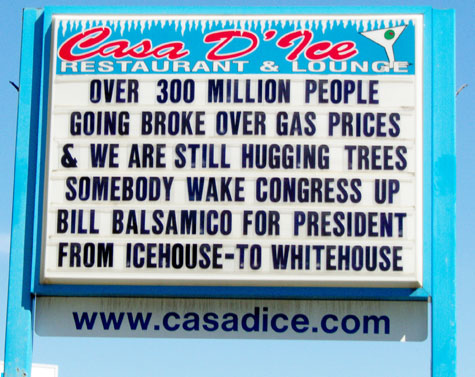 Casa D'Ice
RESTAURANT & LOUNGE
OVER 300 MILLION PEOPLE
GOING BROKE OVER GAS PRICES
& WE ARE STILL HUGGING TREES
SOMEBODY WAKE CONGRESS UP
BILL BALSAMICO FOR PRESIDENT
FROM ICEHOUSE-TO WHITEHOUSE
www.casadice.com